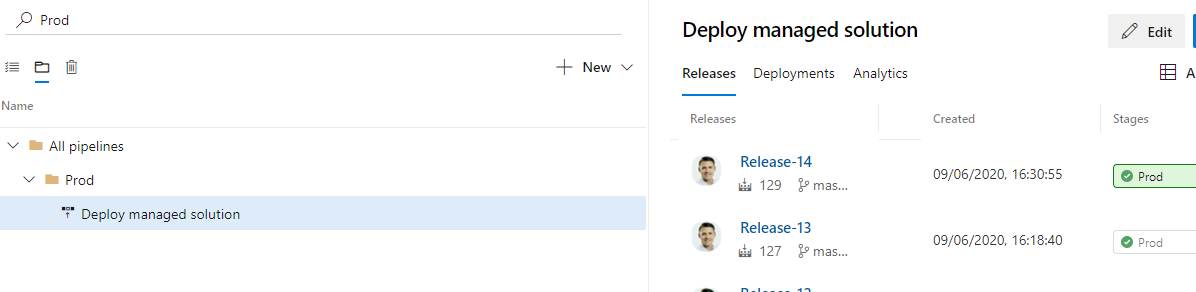 Prod
New
Name
All pipelines
Prod
Deploy managed solution
Deploy managed solution
Edit
Releases Deployments Analytics
A
Releases Created Stages
Release-14
129 mas...
09/06/2020, 16:30:55
Prod
Release-13
127 mas...
09/06/2020, 16:18:40
Prod